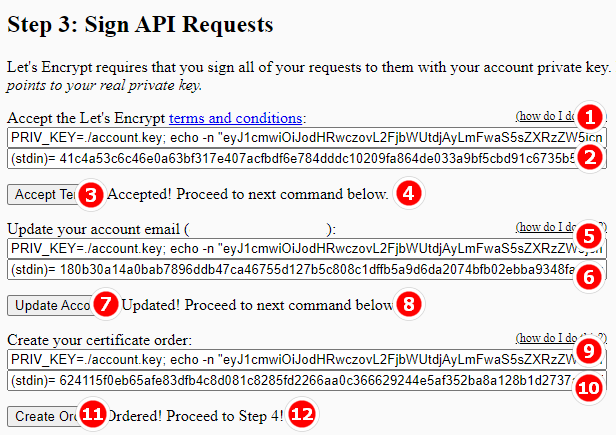 Step 3: Sign API Requests
Let's Encrypt requires that you sign all of your requests to them with your account private key.
points to your real private key.
Accept the Let's Encrypt terms and conditions: (how do I do
1
PRIV_KEY=./account.key; echo -n "eyJ1cmwiOiJodHRwczovL2FjbWUtdjAyLmFwaS5sZXRzZW5jcn
(stdin)= 41c4a53c6c46e0a63bf317e407acfbdf6e784dddc10209fa864de033a9bf5cbd91c6735b5
2
Accept Te
3
Accepted! Proceed to next command below.
4
Update your account email ( ): (how do I do
5
PRIV_KEY=./account.key; echo -n "eyJ1cmwiOiJodHRwczovL2FjbWUtdjAyLmFwaS5sZXRzZW5jcn
(stdin)= 180b30a14a0bab7896ddb47ca46755d127b5c808c1dffb5a9d6da2074bfb02ebba9348fa
6
Update Acco
7
Updated! Proceed to next command below
8
Create your certificate order: (how do I do this?)
PRIV_KEY=./account.key; echo -n "eyJ1cmwiOiJodHRwczovL2FjbWUtdjAyLmFwaS5sZXRzZW
9
(stdin)= 624115f0eb65afe83dfb4c8d081c8285fd2266aa0c366629244e5af352ba8a128b1d2737
10
Create Or
11
Ordered! Proceed to Step 4!
12